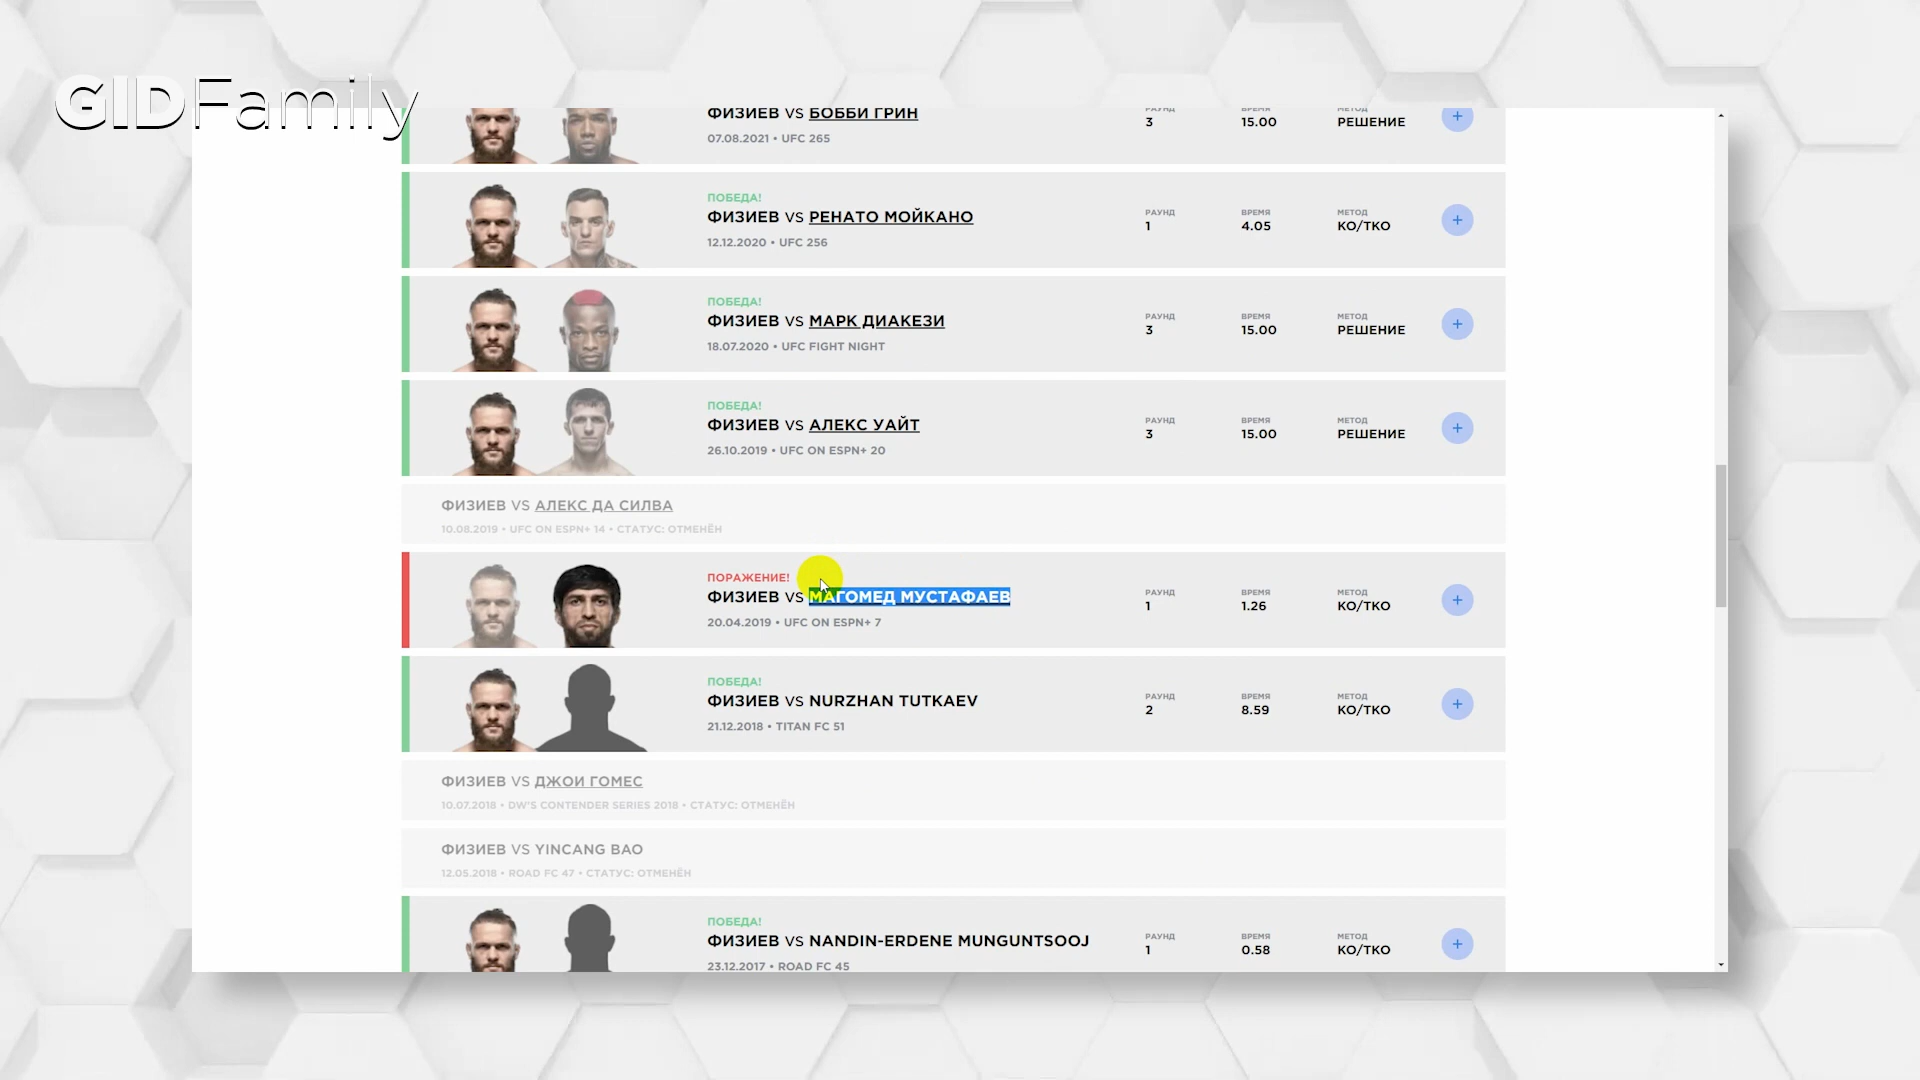 GIDFamily
ФИЗИЕВ VS БОББИ ГРИН
07.08.2021 • UFC 265
РАУНД
3
ВРЕМЯ
15.00
МЕТОД
РЕШЕНИЕ
ПОБЕДА!
ФИЗИЕВ VS РЕНАТО МОЙКАНО
12.12.2020 • UFC 256
РАУНД
1
ВРЕМЯ
4.05
МЕТОД
КО/ТКО
ПОБЕДА!
ФИЗИЕВ VS МАРК ДИАКЕЗИ
18.07.2020 • UFC FIGHT NIGHT
РАУНД
3
ВРЕМЯ
15.00
МЕТОД
РЕШЕНИЕ
ПОБЕДА!
ФИЗИЕВ VS АЛЕКС УАЙТ
26.10.2019 • UFC ON ESPN+ 20
РАУНД
3
ВРЕМЯ
15.00
МЕТОД
РЕШЕНИЕ
ФИЗИЕВ VS АЛЕКС ДА СИЛВА
10.08.2019 • UFC ON ESPN+ 14 • СТАТУС: ОТМЕНЁН
ПОРАЖЕНИЕ!
ФИЗИЕВ VS МАГОМЕД МУСТАФАЕВ
20.04.2019 • UFC ON ESPN+ 7
РАУНД
1
ВРЕМЯ
1.26
МЕТОД
КО/ТКО
ПОБЕДА!
ФИЗИЕВ VS NURZHAN TUTKAEV
21.12.2018 • TITAN FC 51
РАУНД
2
ВРЕМЯ
8.59
МЕТОД
КО/ТКО
ФИЗИЕВ VS ДЖОИ ГОМЕС
10.07.2018 • DW'S CONTENDER SERIES 2018 • СТАТУС: ОТМЕНЁН
ФИЗИЕВ VS YINCANG BAO
12.05.2018 • ROAD FC 47 • СТАТУС: ОТМЕНЁН
ПОБЕДА!
ФИЗИЕВ VS NANDIN-ERDENE MUNGUNTSOOJ
23.12.2017 • ROAD FC 45
РАУНД
1
ВРЕМЯ
0.58
МЕТОД
КО/ТКО